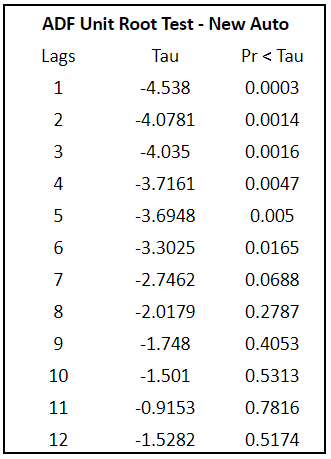 ADF Unit Root Test - New Auto
Lags Tau Pr < Tau
1 -4.538 0.0003
2 -4.0781 0.0014
3 -4.035 0.0016
4 -3.7161 0.0047
5 -3.6948 0.005
6 -3.3025 0.0165
7 -2.7462 0.0688
8 -2.0179 0.2787
9 -1.748 0.4053
10 -1.501 0.5313
11 -0.9153 0.7816
12 -1.5282 0.5174